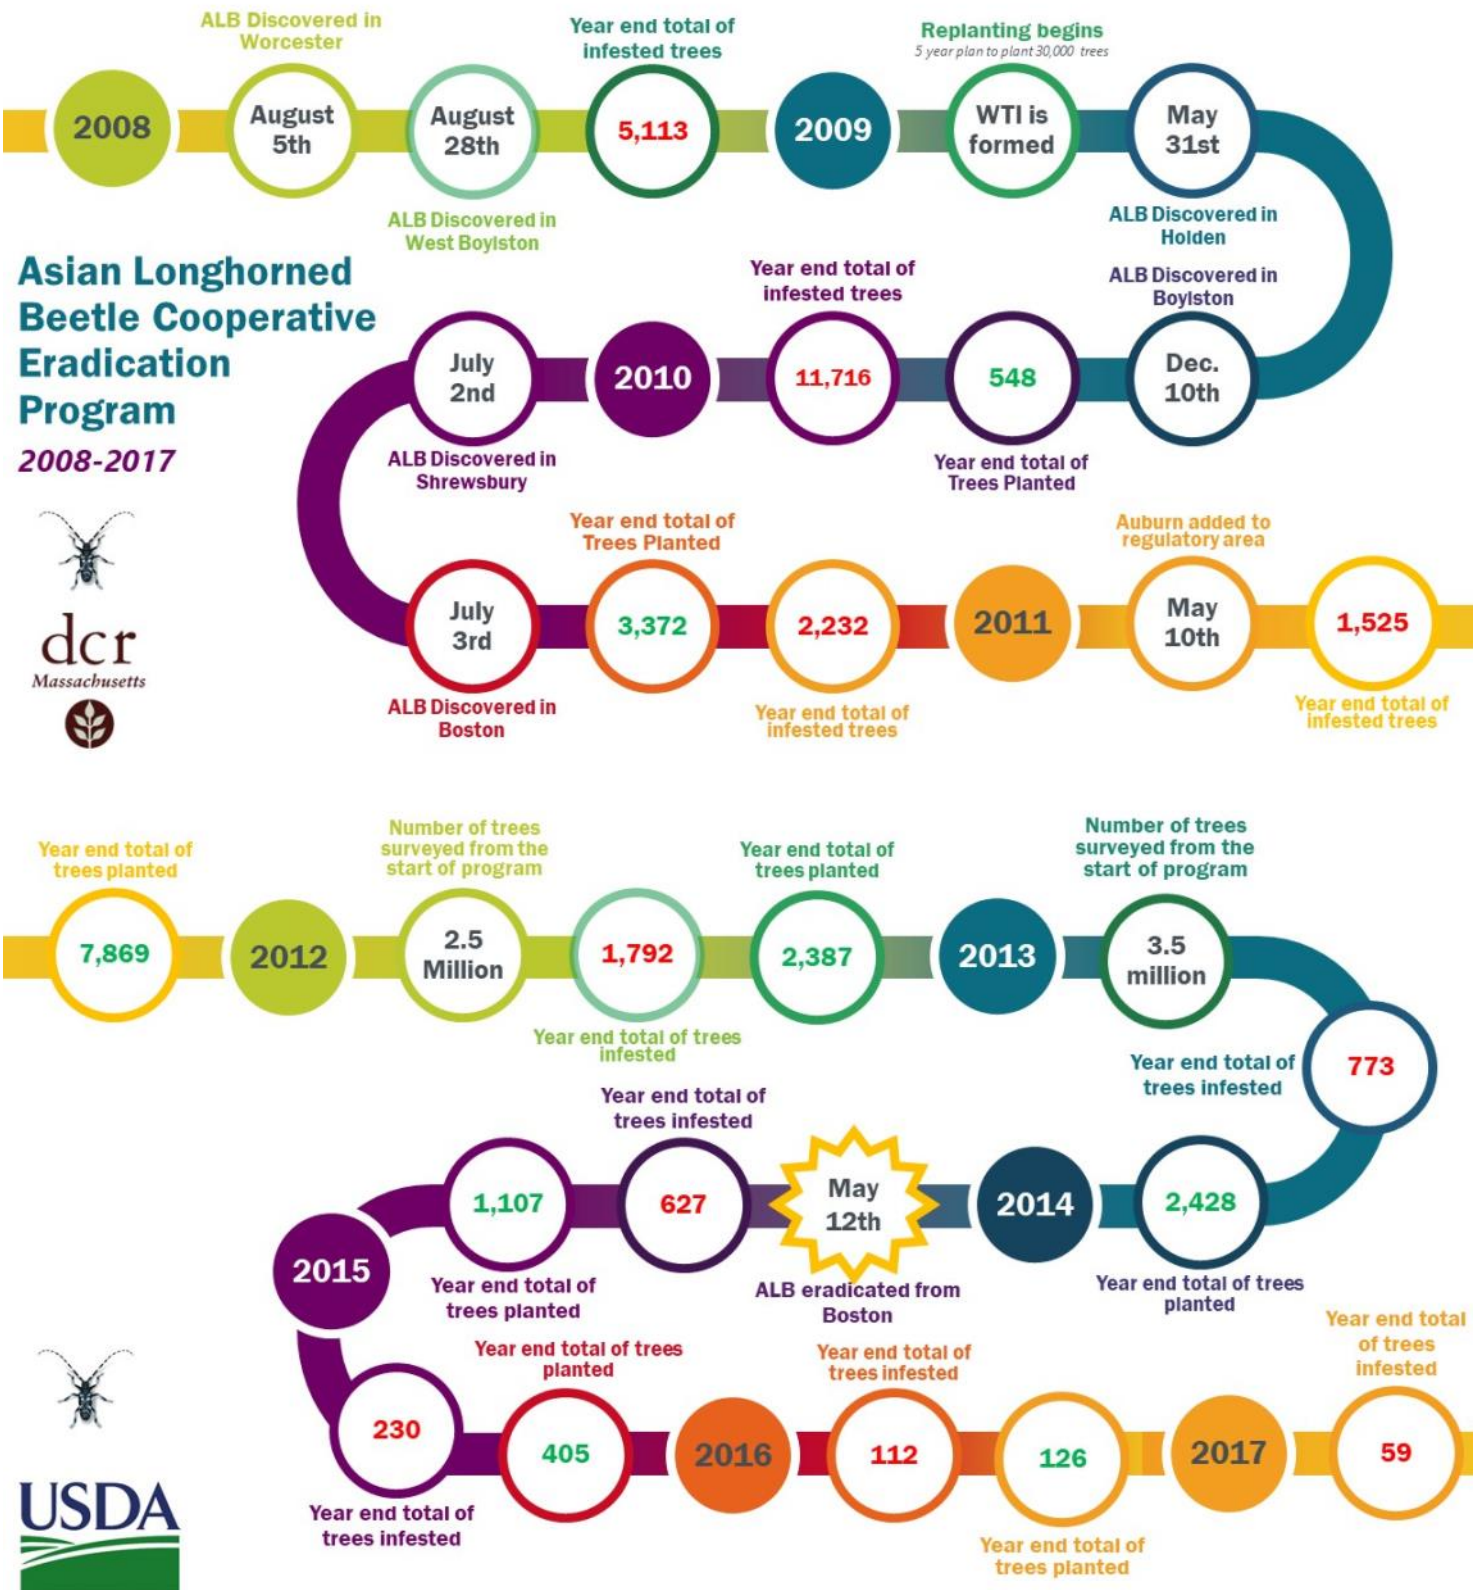 ALB Discovered in
Worcester
Year end total of
infested trees
Replanting begins
5 year plan to plant 30,000 trees
2008
August
5th
August
28th
5,113
2009
WTI is
formed
May
31st
ALB Discovered in
West Boylston
ALB Discovered in
Holden
Asian Longhorned
Beetle Cooperative
Eradication
Program
2008-2017
Year end total of
infested trees
ALB Discovered in
Boylston
July
2nd
2010
11,716
548
Dec.
10th
ALB Discovered in
Shrewsbury
Year end total of
Trees Planted
dcr
Massachusetts
Year end total of
Trees Planted
Auburn added to
regulatory area
July
3rd
3,372
2,232
2011
May
10th
1,525
ALB Discovered in
Boston
Year end total of
infested trees
Year end total of
infested trees
Year end total of
trees planted
Number of trees
surveyed from the
start of program
Year end total of
trees planted
Number of trees
surveyed from the
start of program
7,869
2012
2.5
Million
1,792
2,387
2013
3.5
million
Year end total of trees
infested
Year end total of
trees infested
773
Year end total of
trees infested
2015
1,107
627
May
12th
2014
2,428
Year end total of
trees planted
ALB eradicated from
Boston
Year end total of trees
planted
Year end total of trees
planted
Year end total of
trees infested
Year end total
of trees
infested
230
405
2016
112
126
2017
59
Year end total of
trees infested
Year end total of
trees planted
USDA